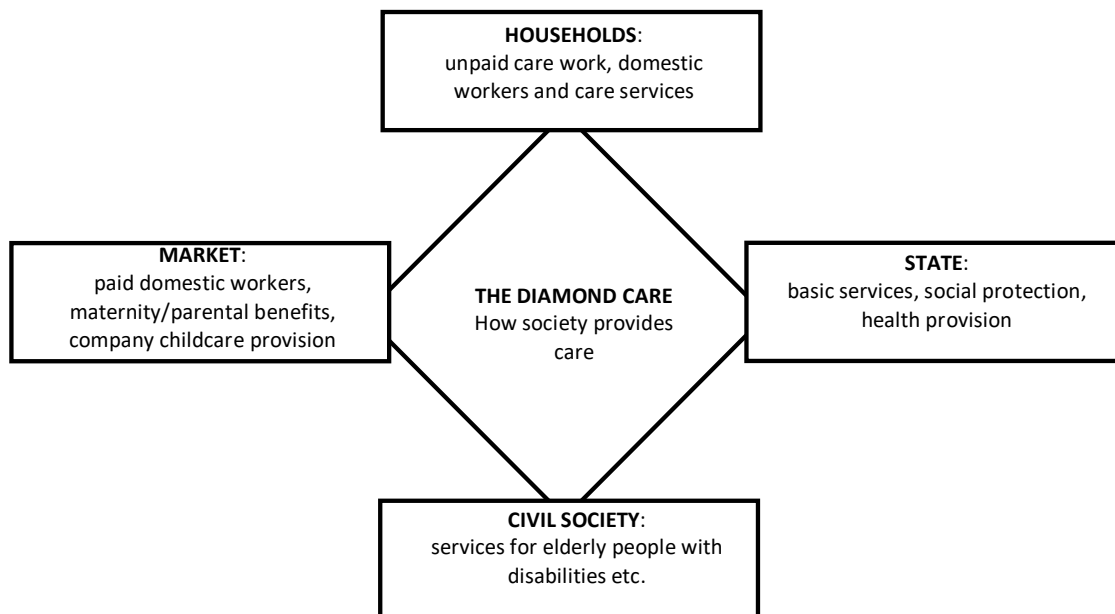 HOUSEHOLDS:
unpaid care work, domestic
workers and care services
MARKET:
paid domestic workers,
maternity/parental benefits,
company childcare provision
THE DIAMOND CARE
How society provides
care
STATE:
basic services, social protection,
health provision
CIVIL SOCIETY:
services for elderly people with
disabilities etc.